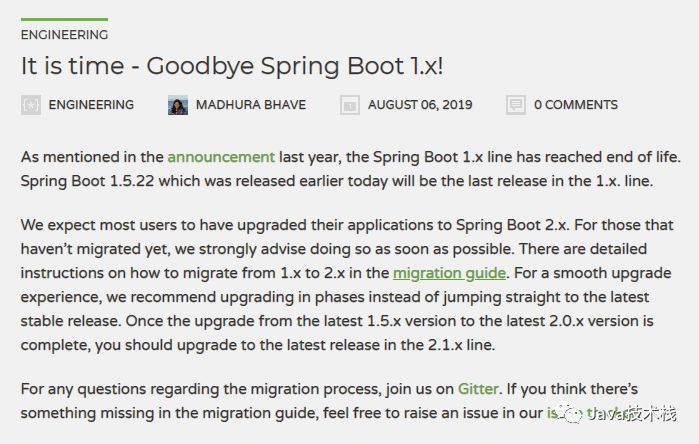 ENGINEERING
It is time - Goodbye Spring Boot 1.x!
ENGINEERING MADHURA BHAVE AUGUST 06, 2019 0 COMMENTS
As mentioned in the announcement last year, the Spring Boot 1.x line has reached end of life.
Spring Boot 1.5.22 which was released earlier today will be the last release in the 1.x. line.
We expect most users to have upgraded their applications to Spring Boot 2.x. For those that
haven't migrated yet, we strongly advise doing so as soon as possible. There are detailed
instructions on how to migrate from 1.x to 2.x in the migration guide. For a smooth upgrade
experience, we recommend upgrading in phases instead of jumping straight to the latest
stable release. Once the upgrade from the latest 1.5.x version to the latest 2.0.x version is
complete, you should upgrade to the latest release in the 2.1.x line.
For any questions regarding the migration process, join us on Gitter. If you think there's
something missing in the migration guide, feel free to raise an issue in our
Java技术栈